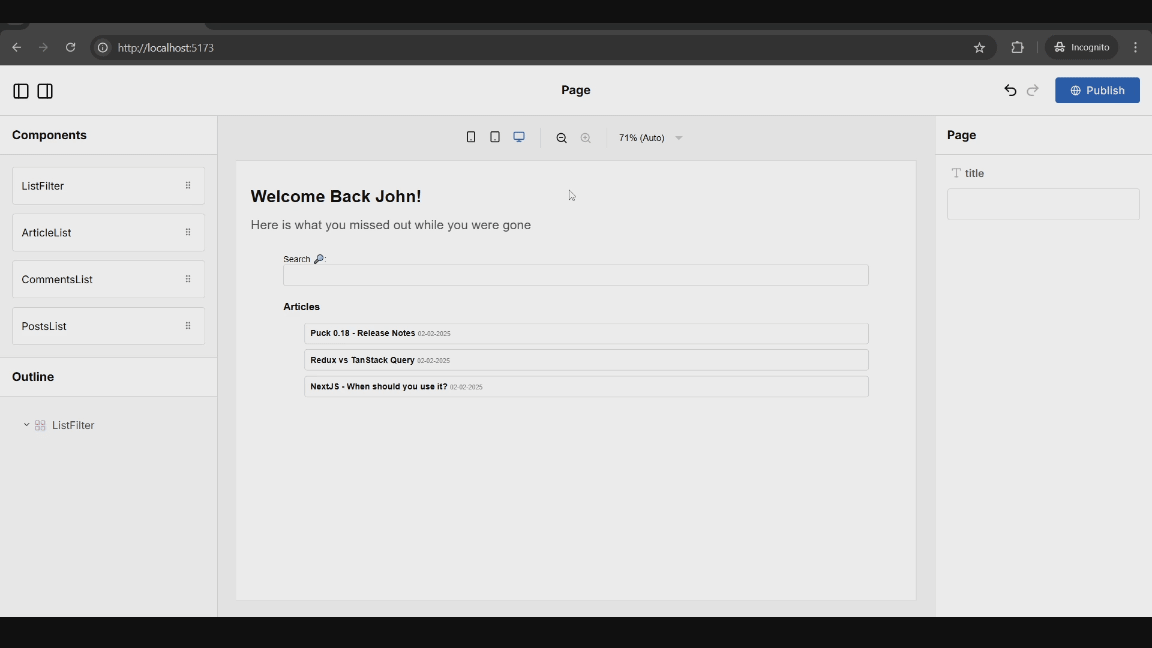 http://localhost:5173
Incognito
Page
Publish
Components
ListFilter
ArticleList
CommentsList
PostsList
Outline
ListFilter
71% (Auto)
Welcome Back John!
Here is what you missed out while you were gone
Search 🔎:
Articles
Puck 0.18 - Release Notes 02-02-2025
Redux vs TanStack Query 02-02-2025
NextJS - When should you use it? 02-02-2025
Page
title